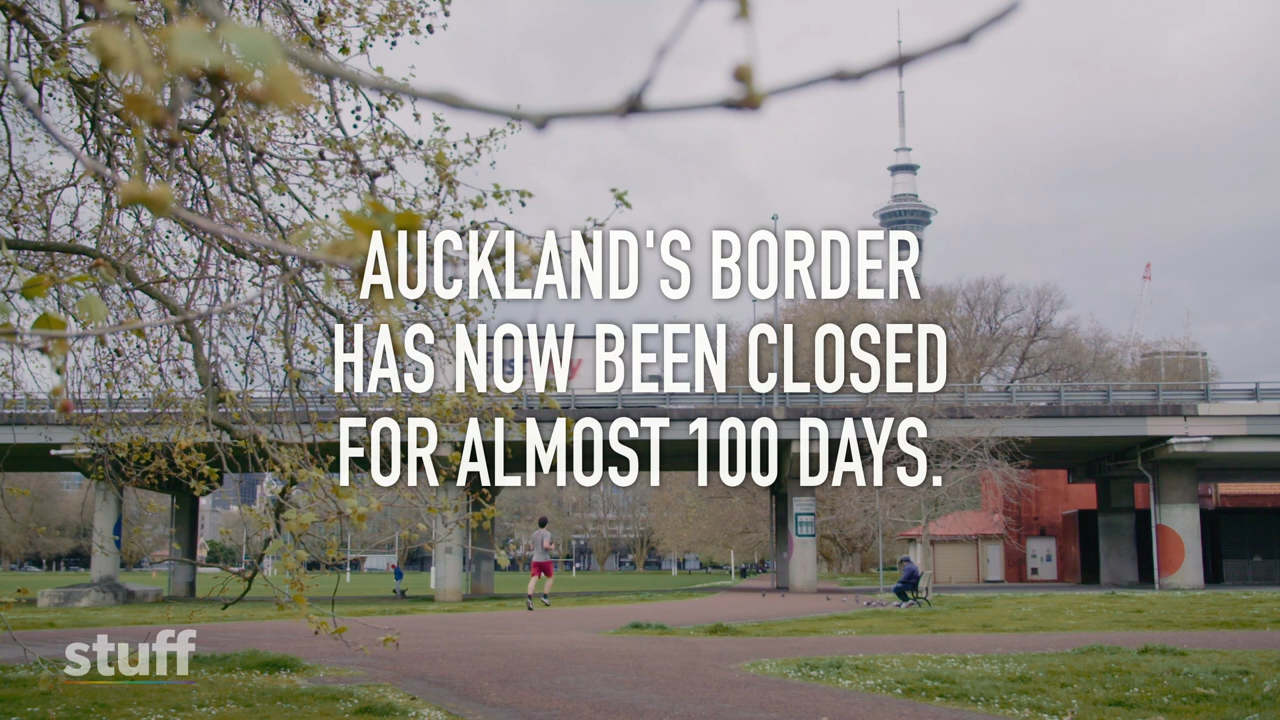 AUCKLAND'S BORDER
HAS NOW BEEN CLOSED
FOR ALMOST 100 DAYS.
stuff